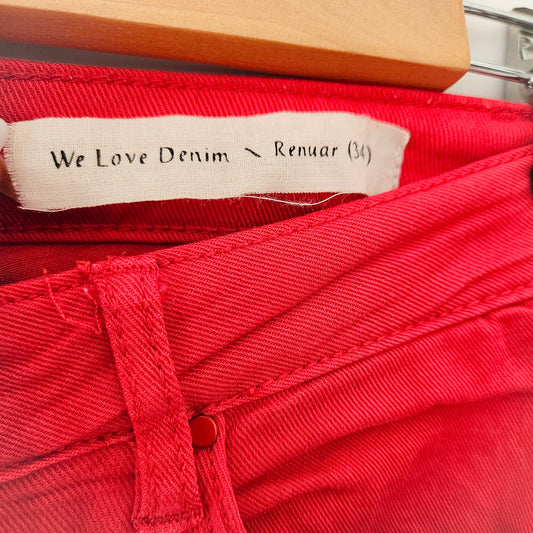 We Love Denim \ Renuar (34)